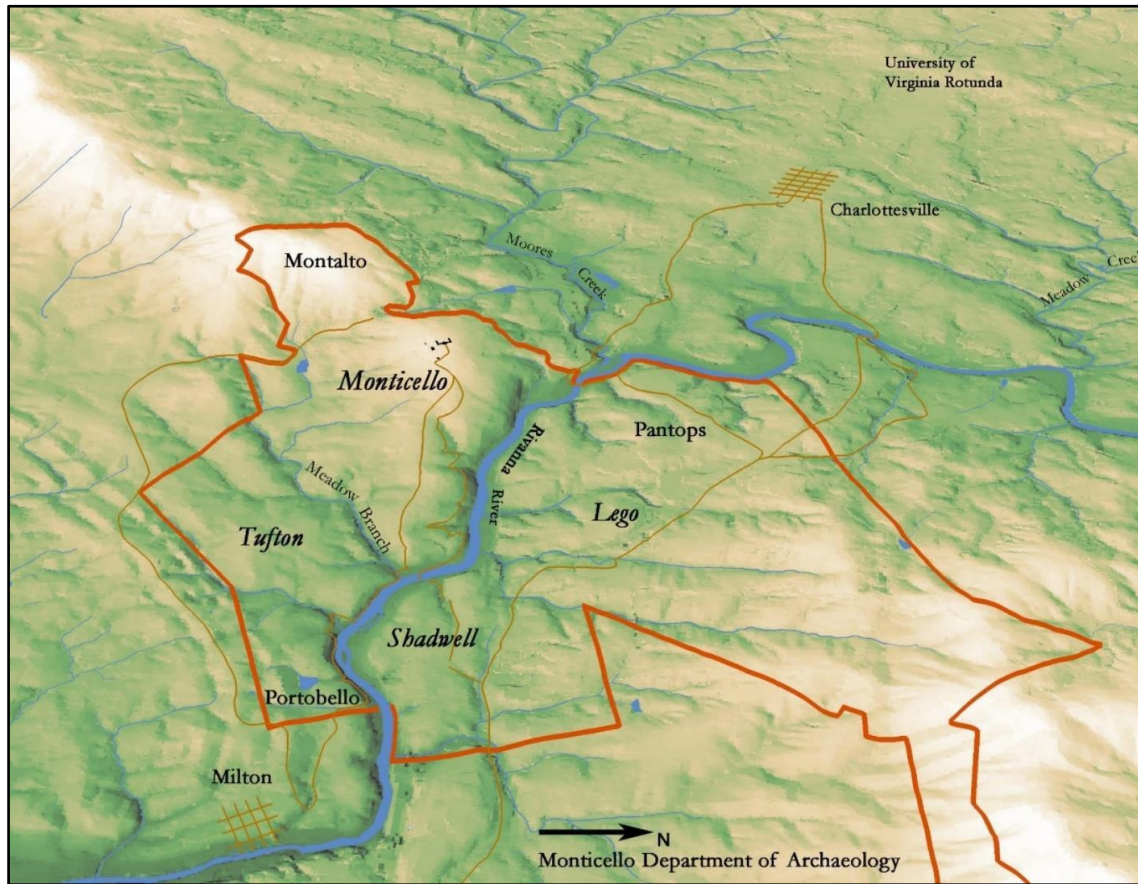 University of
Virginia Rotunda
Charlottesville
Moores
Creek
Meadow
Creek
Montalto
Monticello
Rivanna
River
Pantops
Meadow
Branch
Lego
Tufton
Shadwell
Portobello
Milton
N
Monticello Department of Archaeology